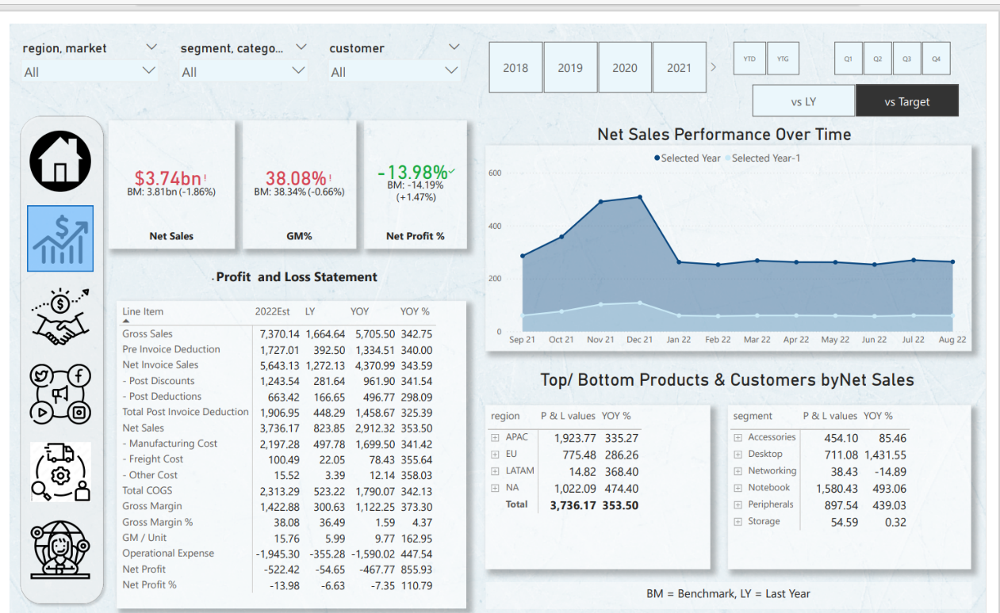 region, market
segment, catego...
customer
All
All
All
2018
2019
2020
2021
YTD
YTG
Q1
Q2
Q3
Q4
vs LY
vs Target
$3.74bn!
BM: 3.81bn (-1.86%)
Net Sales
38.08%!
BM: 38.34% (-0.66%)
GM%
-13.98%
BM: -14.19%
(+1.47%)
Net Profit %
Net Sales Performance Over Time
Selected Year Selected Year-1
600
400
200
0
Sep 21 Oct 21 Nov 21 Dec 21 Jan 22 Feb 22 Mar 22 Apr 22 May 22 Jun 22 Jul 22 Aug 22
.Profit and Loss Statement
Line Item 2022Est LY YOY YOY %
Gross Sales 7,370.14 1,664.64 5,705.50 342.75
Pre Invoice Deduction 1,727.01 392.50 1,334.51 340.00
Net Invoice Sales 5,643.13 1,272.13 4,370.99 343.59
- Post Discounts 1,243.54 281.64 961.90 341.54
- Post Deductions 663.42 166.65 496.77 298.09
Total Post Invoice Deduction 1,906.95 448.29 1,458.67 325.39
Net Sales 3,736.17 823.85 2,912.32 353.50
- Manufacturing Cost 2,197.28 497.78 1,699.50 341.42
- Freight Cost 100.49 22.05 78.43 355.64
- Other Cost 15.52 3.39 12.14 358.03
Total COGS 2,313.29 523.22 1,790.07 342.13
Gross Margin 1,422.88 300.63 1,122.25 373.30
Gross Margin % 38.08 36.49 1.59 4.37
GM / Unit 15.76 5.99 9.77 162.95
Operational Expense -1,945.30 -355.28 -1,590.02 447.54
Net Profit -522.42 -54.65 -467.77 855.93
Net Profit % -13.98 -6.63 -7.35 110.79
Top/ Bottom Products & Customers byNet Sales
region P & L values YOY %
APAC 1,923.77 335.27
EU 775.48 286.26
LATAM 14.82 368.40
NA 1,022.09 474.40
Total 3,736.17 353.50
segment P & L values YOY %
Accessories 454.10 85.46
Desktop 711.08 1,431.55
Networking 38.43 -14.89
Notebook 1,580.43 493.06
Peripherals 897.54 439.03
Storage 54.59 0.32
BM = Benchmark, LY = Last Year